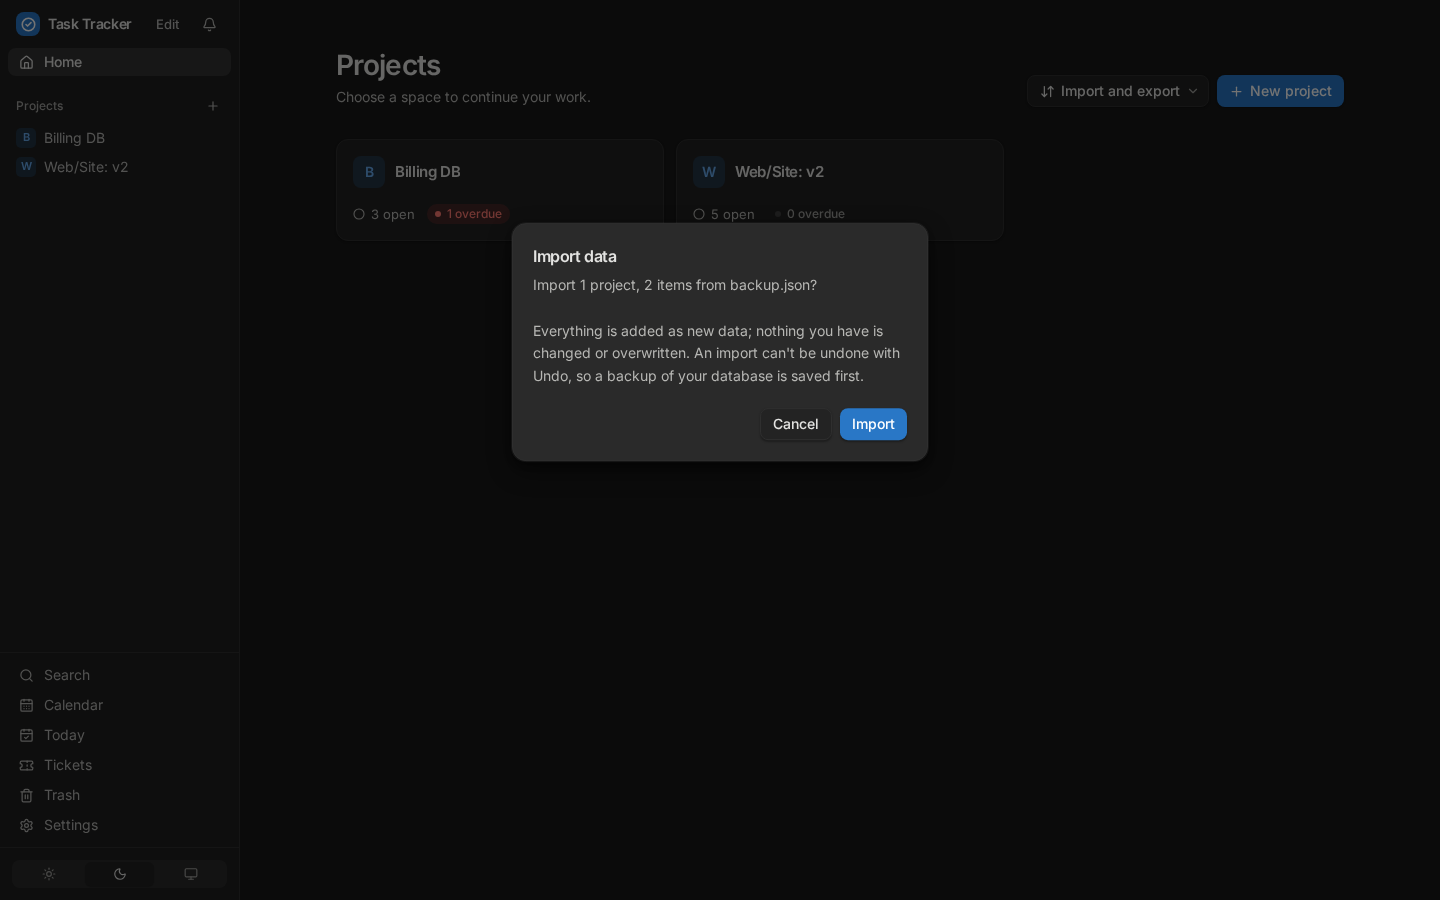 Task Tracker
Edit
Home
Projects
B Billing DB
W Web/Site: v2
Search
Calendar
Today
Tickets
Trash
Settings
Projects
Choose a space to continue your work.
Import and export
New project
B Billing DB
3 open
1 overdue
W Web/Site: v2
5 open
0 overdue
Import data
Import 1 project, 2 items from backup.json?
Everything is added as new data; nothing you have is
changed or overwritten. An import can't be undone with
Undo, so a backup of your database is saved first.
Cancel
Import